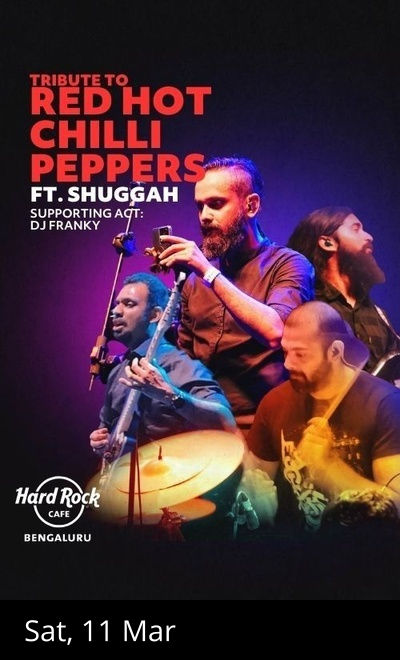 TRIBUTE TO
RED HOT
CHILLI
PEPPERS
FT. SHUGGAH
SUPPORTING ACT:
DJ FRANKY
Hard Rock
CAFE
BENGALURU
Sat, 11 Mar